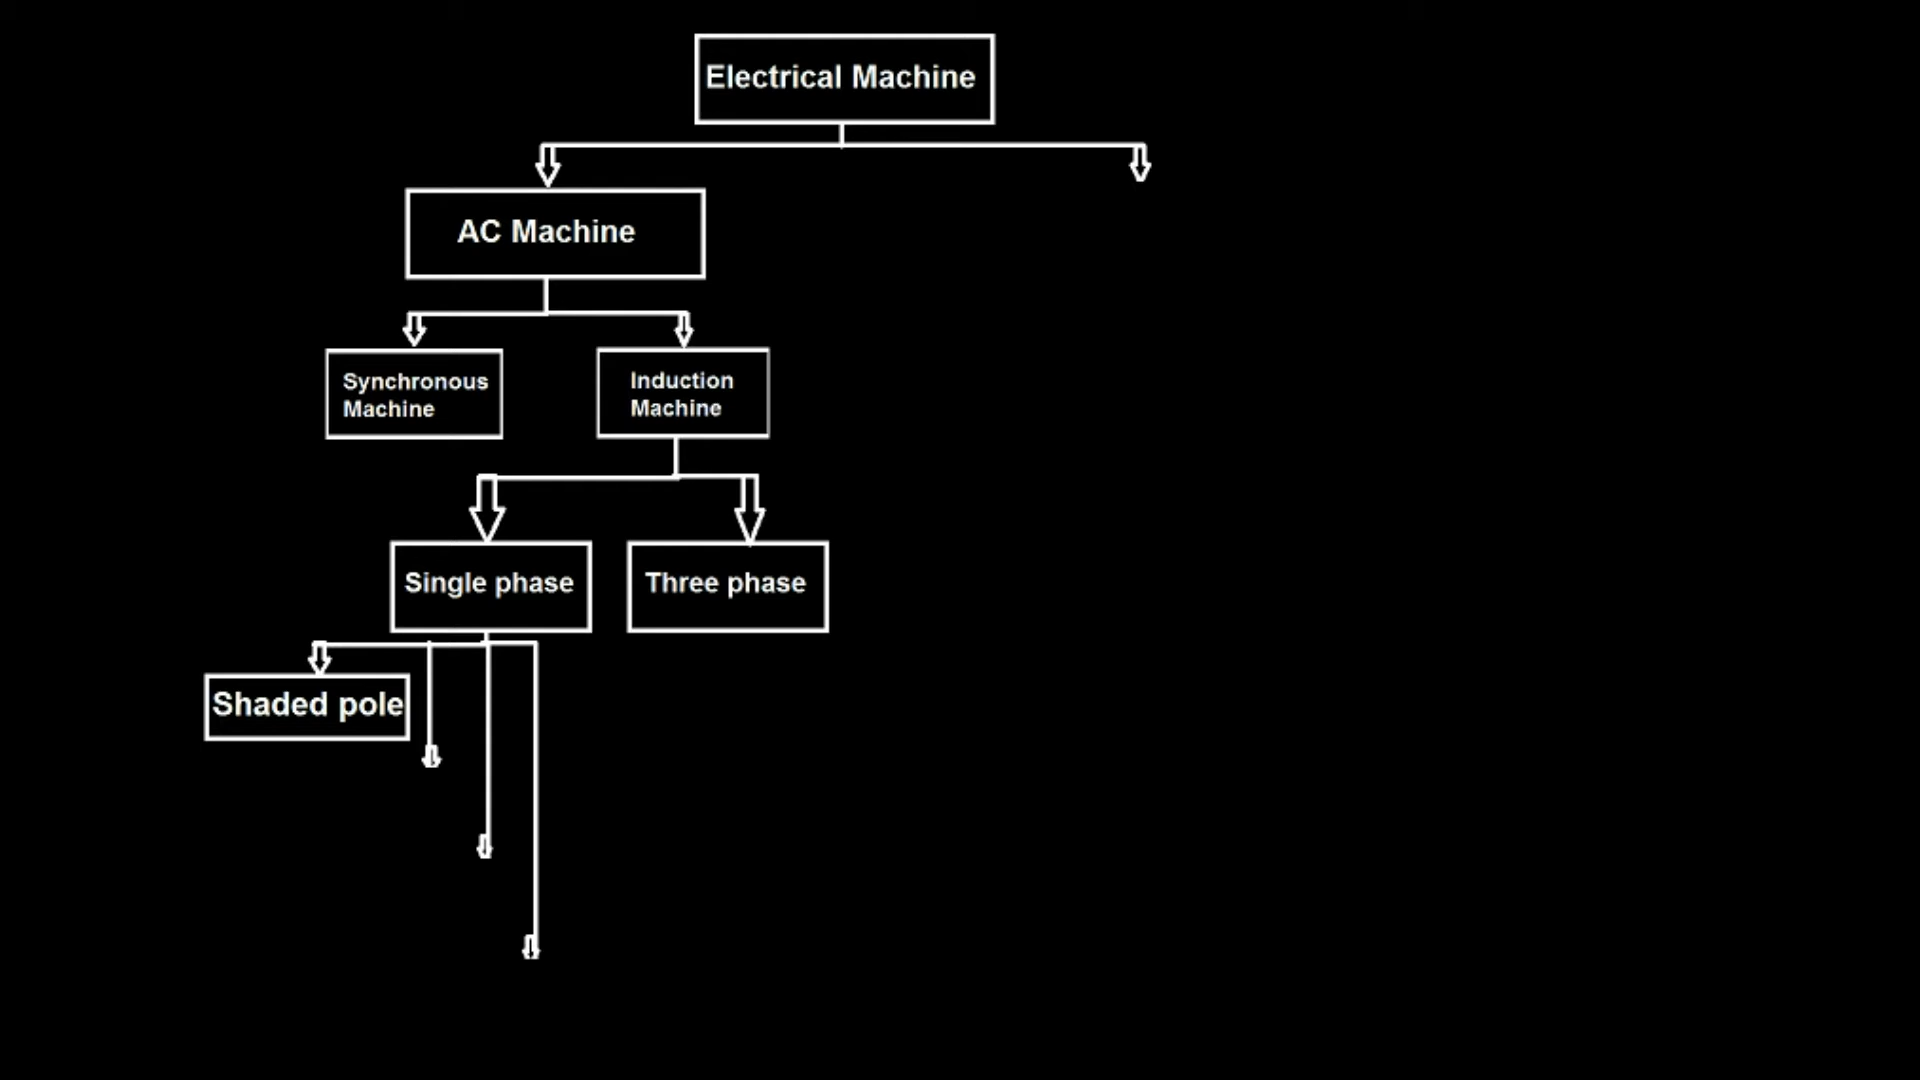 Electrical Machine
AC Machine
Synchronous
Machine
Induction
Machine
Single phase
Three phase
Shaded pole